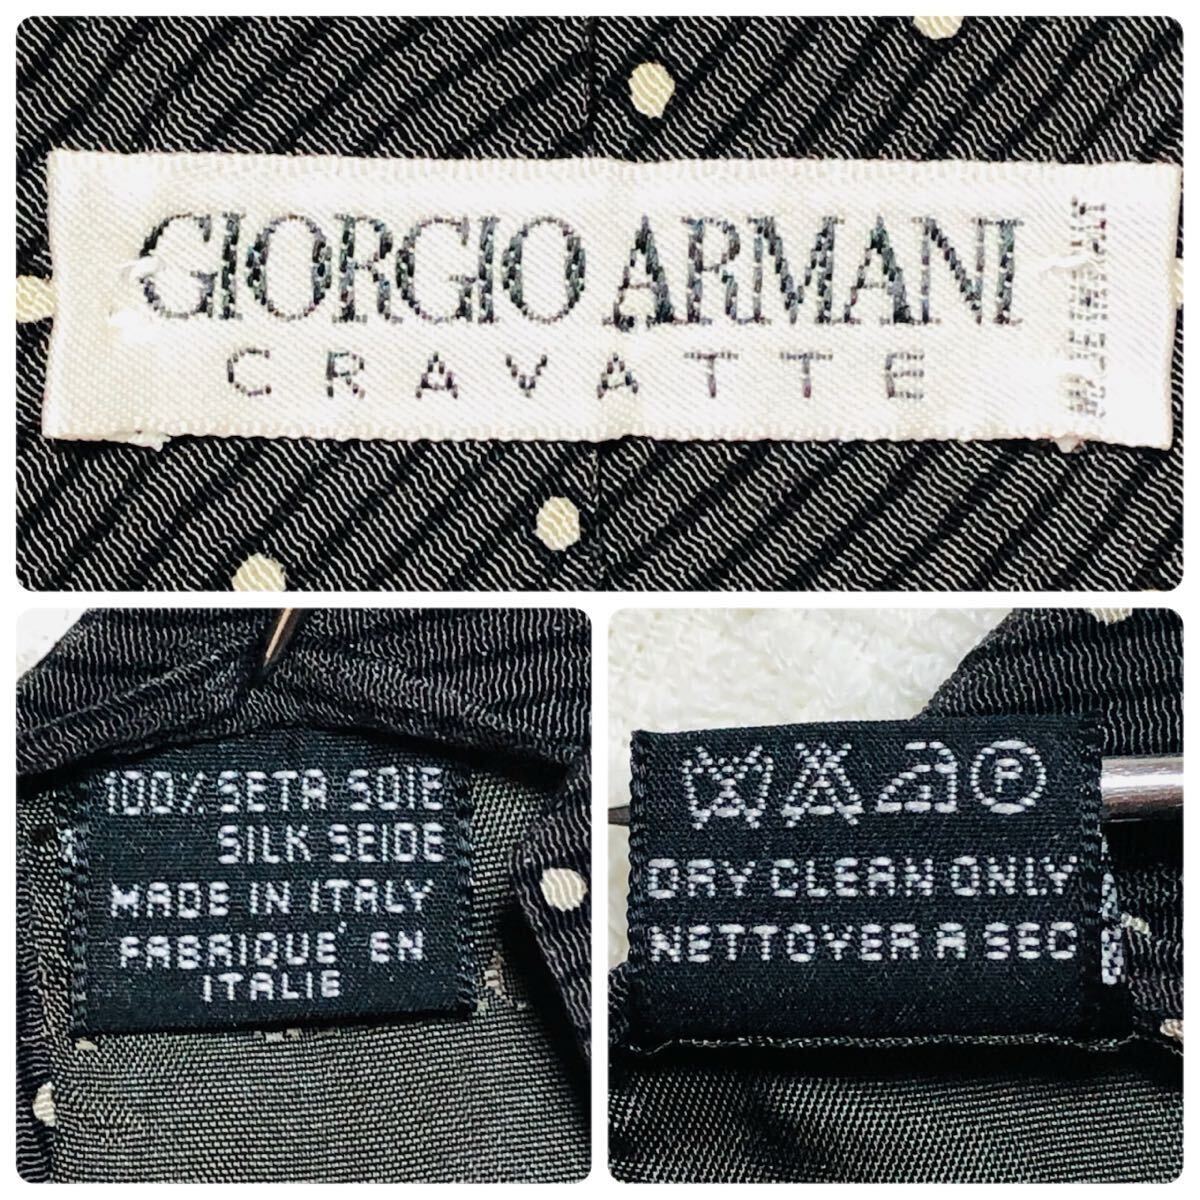 GIORGIO ARMANI
CRAVATTE
100% SETA SOIE
SILK SEIDE
MADE IN ITALY
FABRIQUE' EN
ITALIE
P
DRY CLEAN ONLY
NETTOYER A SEC